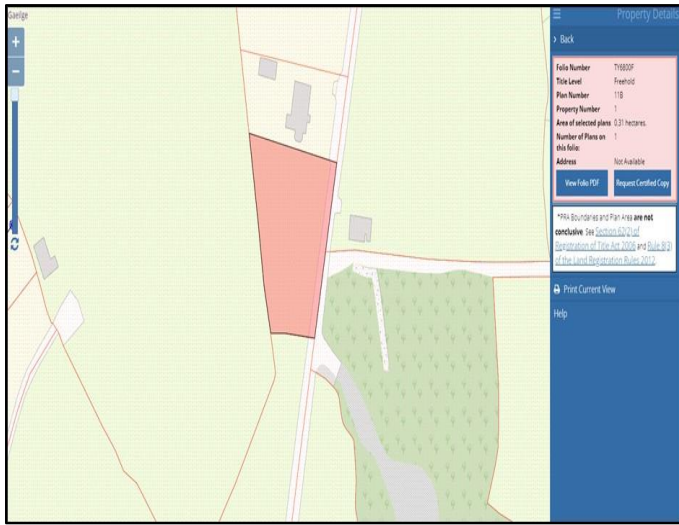 Gaeilge
+
−
Property Details
Back
Folio Number TY6800F
Title Level Freehold
Plan Number 11B
Property Number 1
Area of selected plans 0.31 hectares.
Number of Plans on 1
this folio:
Address Not Available
View Folio PDF Request Certified Copy
*PRA Boundaries and Plan Area are not
conclusive. See Section 62(2) of
Registration of Title Act 2006 and Rule 8(3)
of the Land Registration Rules 2012.
Print Current View
Help